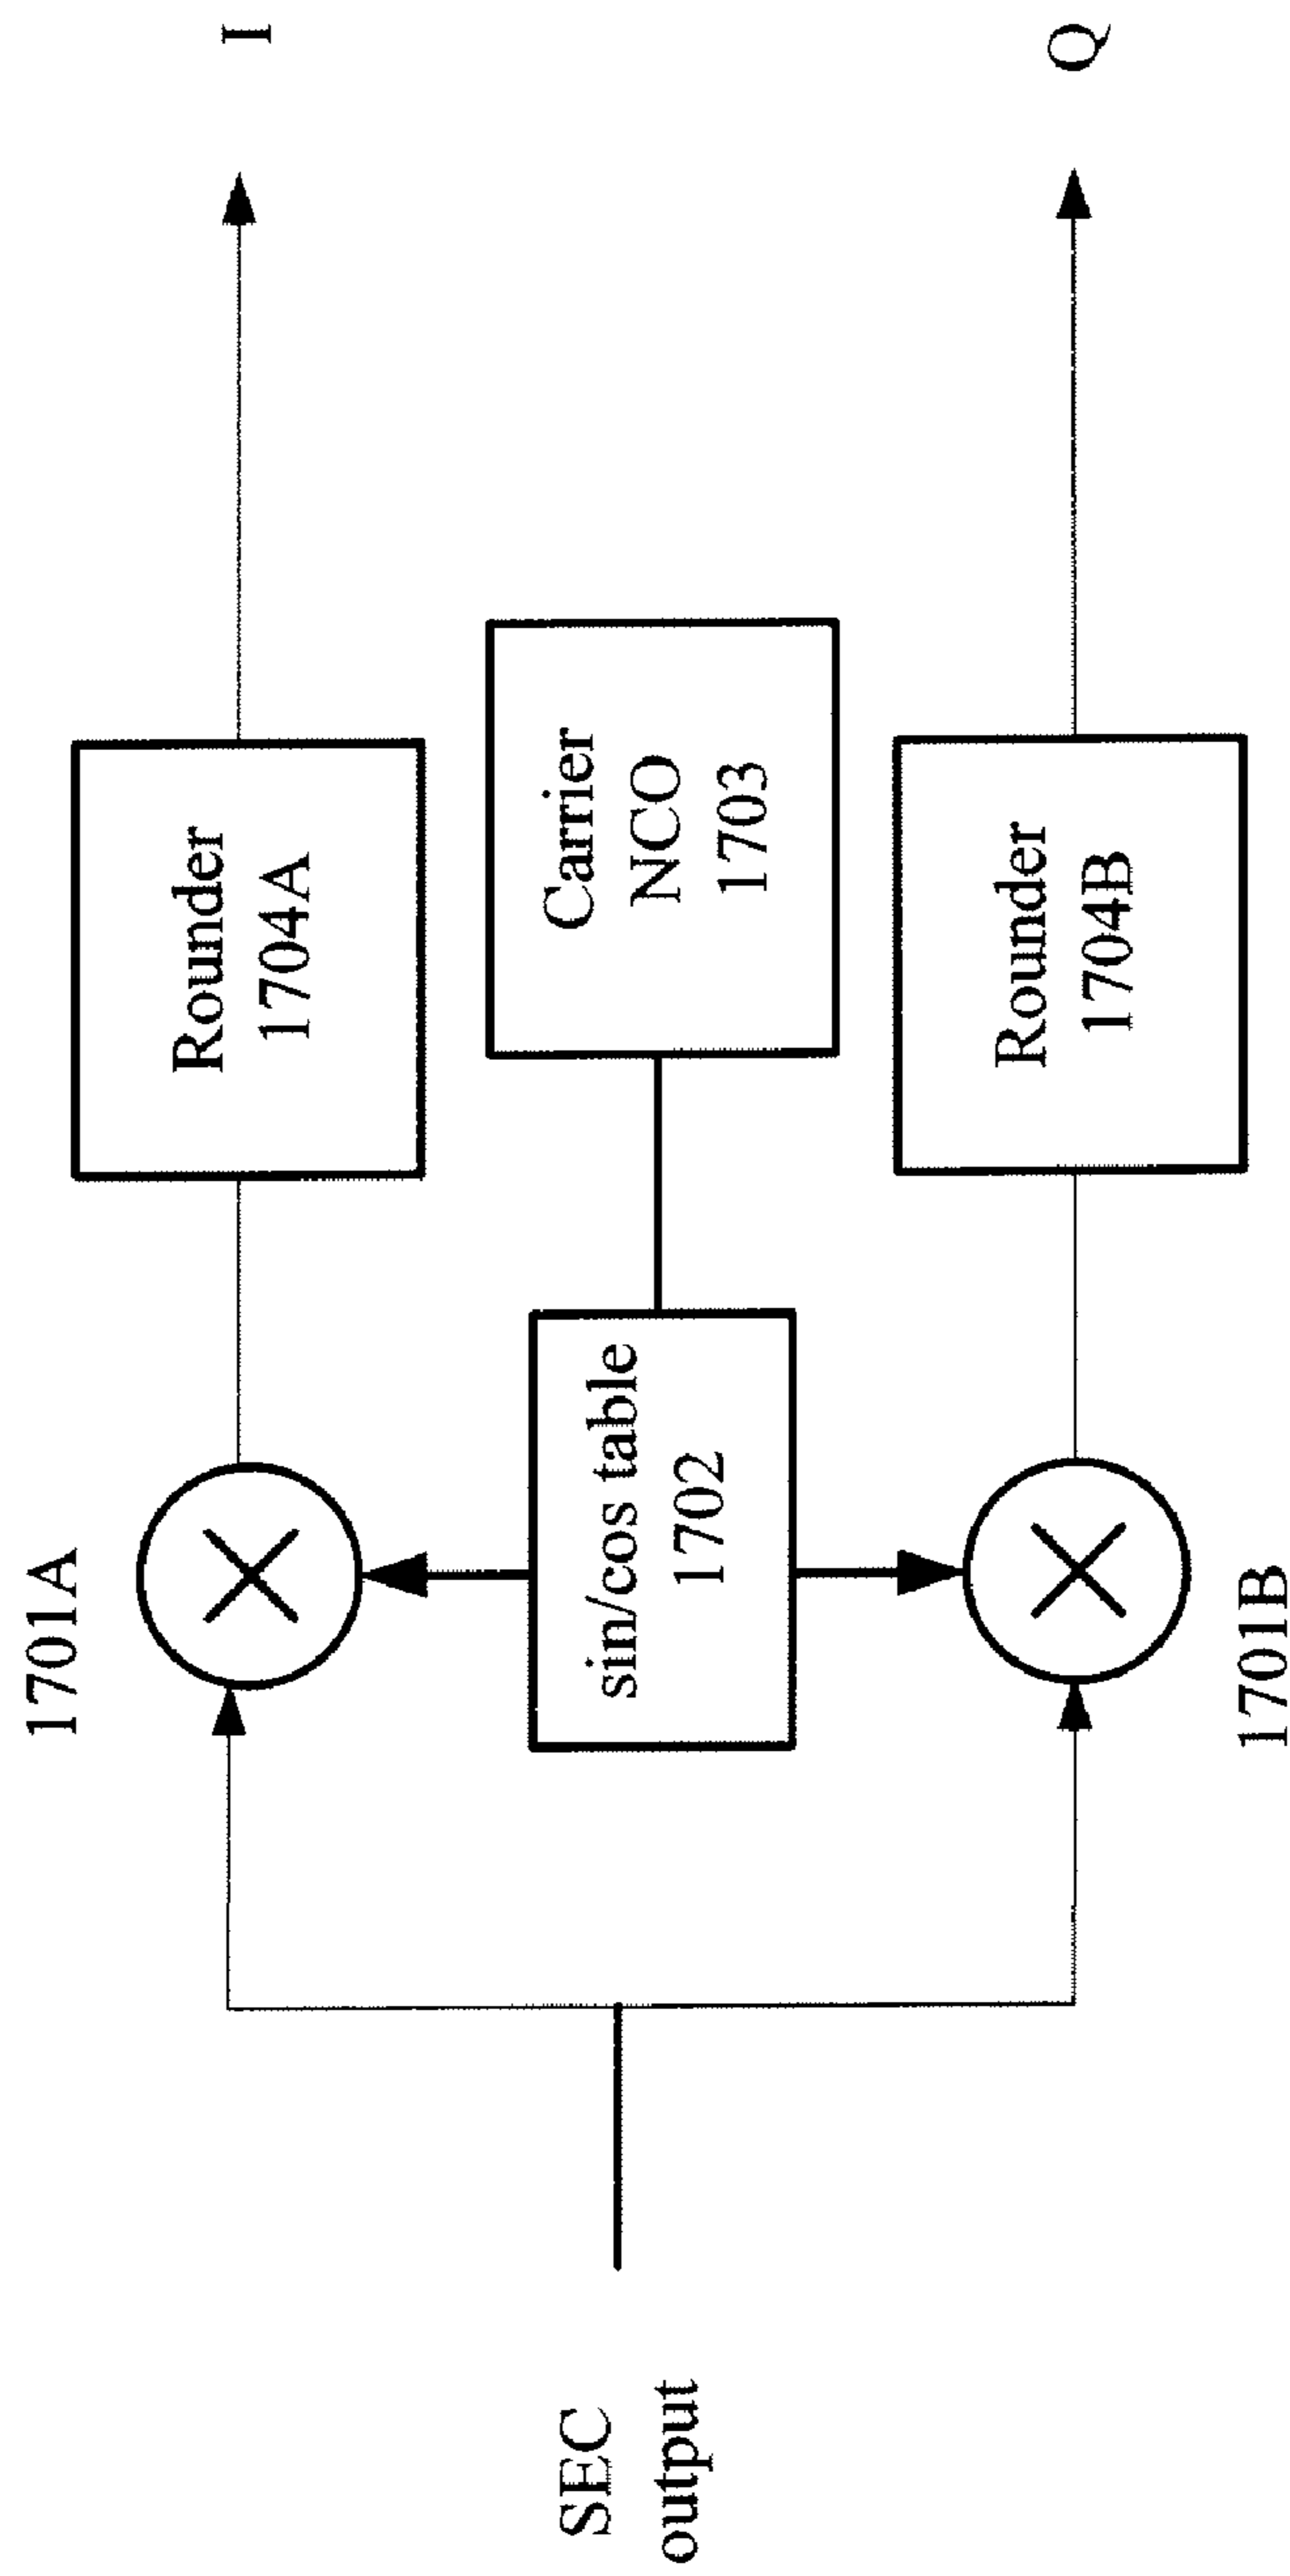 SEC
output
1701A
sin/cos table
1702
1701B
Rounder
1704A
Carrier
NCO
1703
Rounder
1704B
I
Q